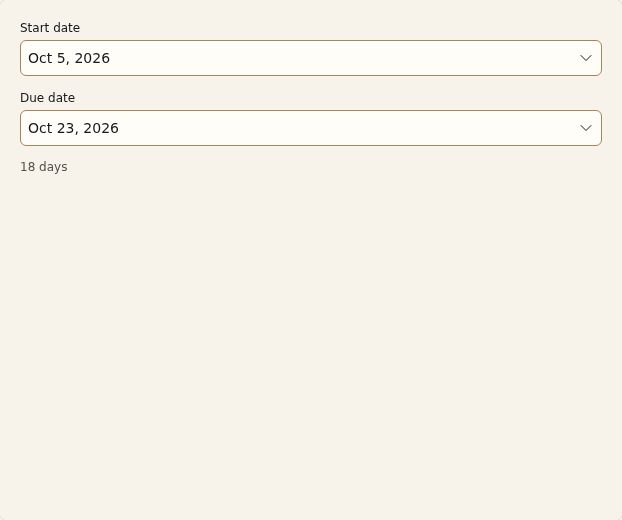 Start date
Oct 5, 2026
Due date
Oct 23, 2026
18 days